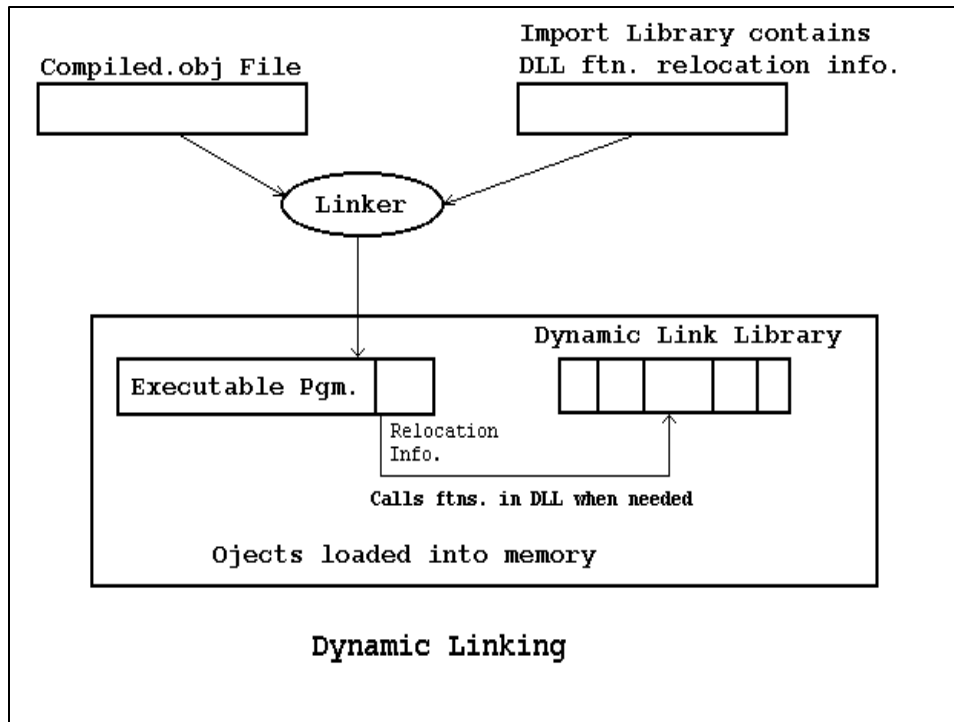 Compiled.obj File
Import Library contains
DLL ftn. relocation info.
Linker
Dynamic Link Library
Executable Pgm.
Relocation
Info.
Calls ftns. in DLL when needed
Ojects loaded into memory
Dynamic Linking